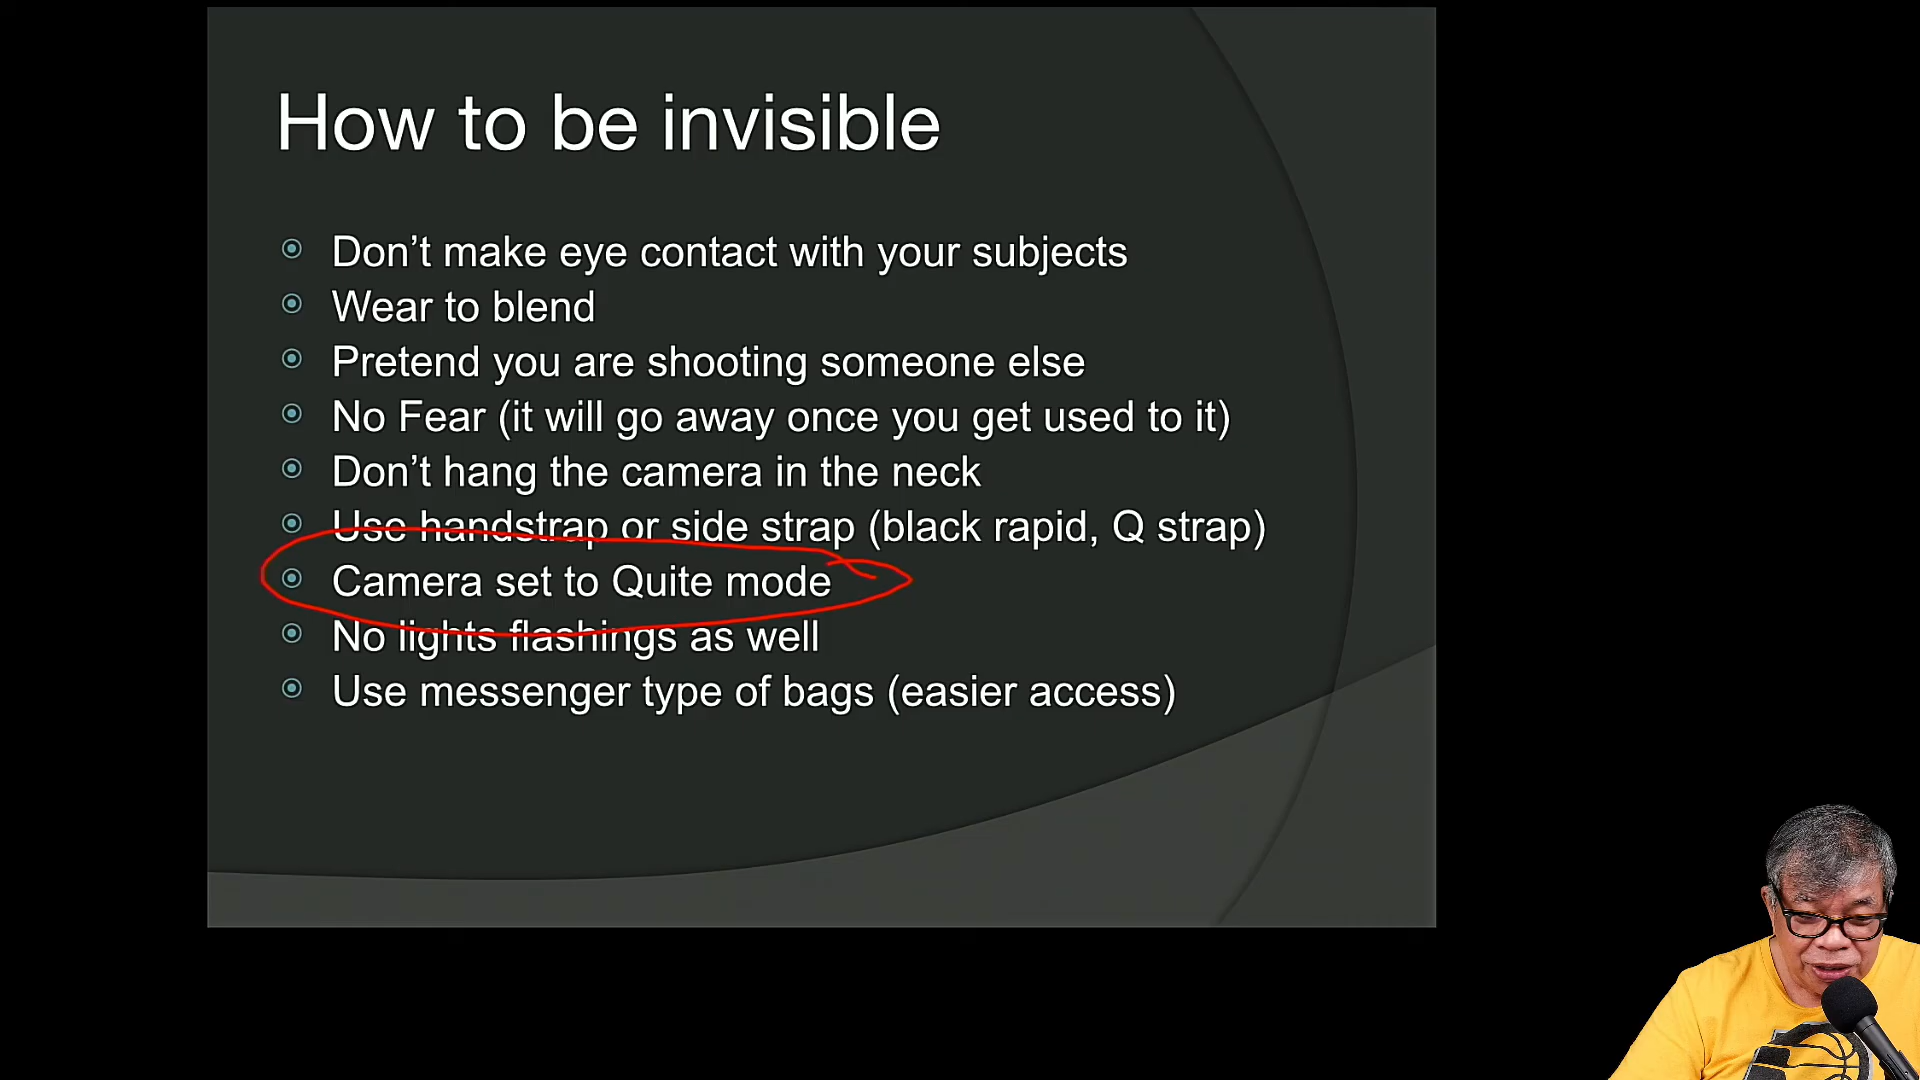 How to be invisible
Don’t make eye contact with your subjects
Wear to blend
Pretend you are shooting someone else
No Fear (it will go away once you get used to it)
Don’t hang the camera in the neck
Use handstrap or side strap (black rapid, Q strap)
Camera set to Quite mode
No lights flashings as well
Use messenger type of bags (easier access)